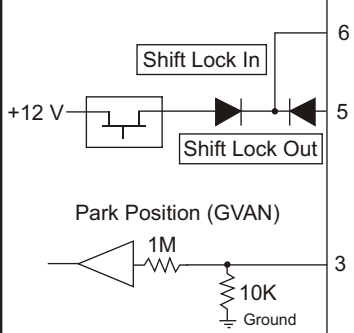 6
Shift Lock In
+12 V
5
Shift Lock Out
Park Position (GVAN)
1M
3
10K
Ground